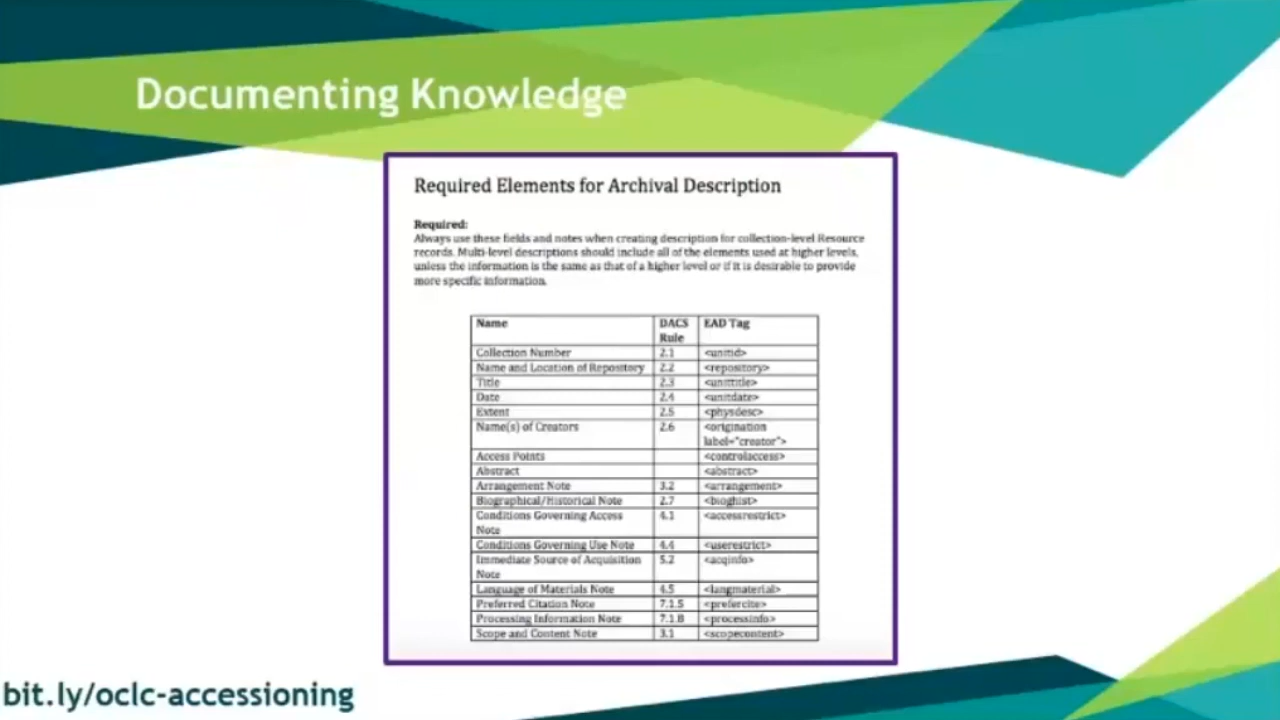 Documenting Knowledge
Required Elements for Archival Description
Required:
Always use these fields and notes when creating description for collection-level Resource
records. Multi-level descriptions should include all of the elements used at higher levels,
unless the information is the same as that of a higher level or if it is desirable to provide
more specific information.
Name DACS Rule EAD Tag
Collection Number 2.1 <unitid>
Name and Location of Repository 2.2 <repository>
Title 2.3 <unittitle>
Date 2.4 <unitdate>
Extent 2.5 <physdesc>
Name(s) of Creators 2.6 <origination label="creator">
Access Points <controlaccess>
Abstract <abstract>
Arrangement Note 3.2 <arrangement>
Biographical/Historical Note 2.7 <bioghist>
Conditions Governing Access Note 4.1 <accessrestrict>
Conditions Governing Use Note 4.4 <userestrict>
Immediate Source of Acquisition Note 5.2 <acqinfo>
Language of Materials Note 4.5 <langmaterial>
Preferred Citation Note 7.1.5 <prefercite>
Processing Information Note 7.1.8 <processinfo>
Scope and Content Note 3.1 <scopecontent>
bit.ly/oclc-accessioning